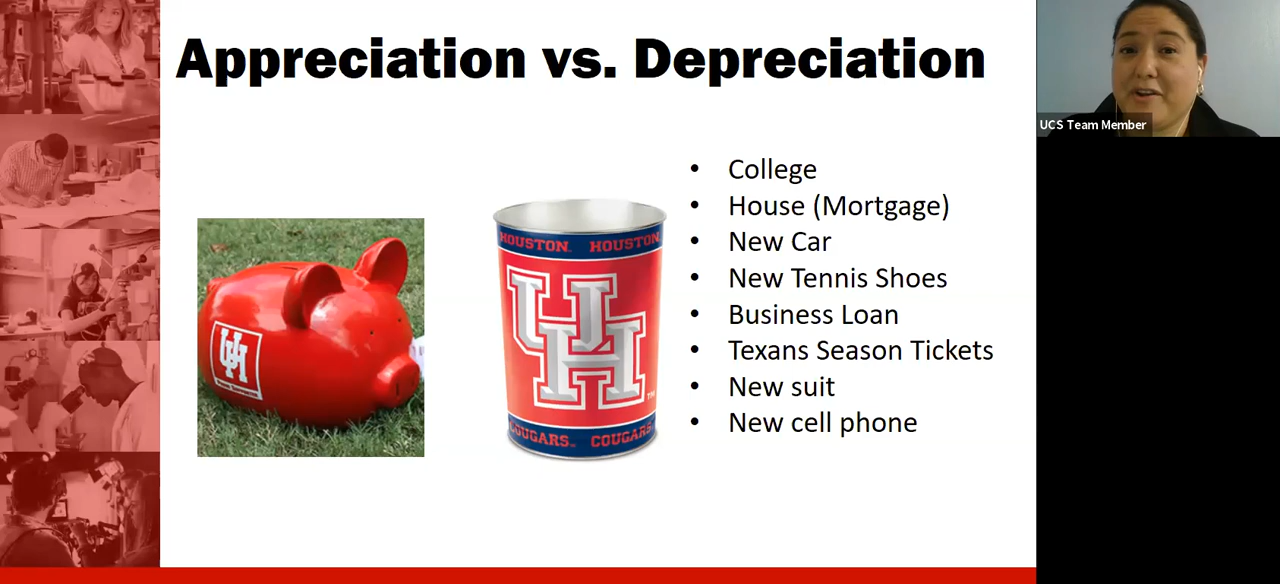 Appreciation vs. Depreciation
UCS Team Member
• College
• House (Mortgage)
• New Car
• New Tennis Shoes
• Business Loan
• Texans Season Tickets
• New suit
• New cell phone
HOUSTON HOUSTON
UH
UH
COUGARS COUGARS